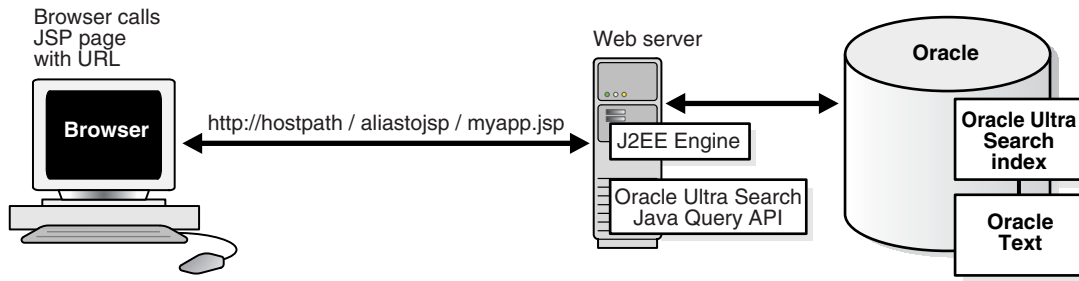 Browser calls
JSP page
with URL
Browser
http://hostpath / aliastojsp / myapp.jsp
Web server
J2EE Engine
Oracle Ultra Search
Java Query API
Oracle
Oracle Ultra
Search
index
Oracle
Text